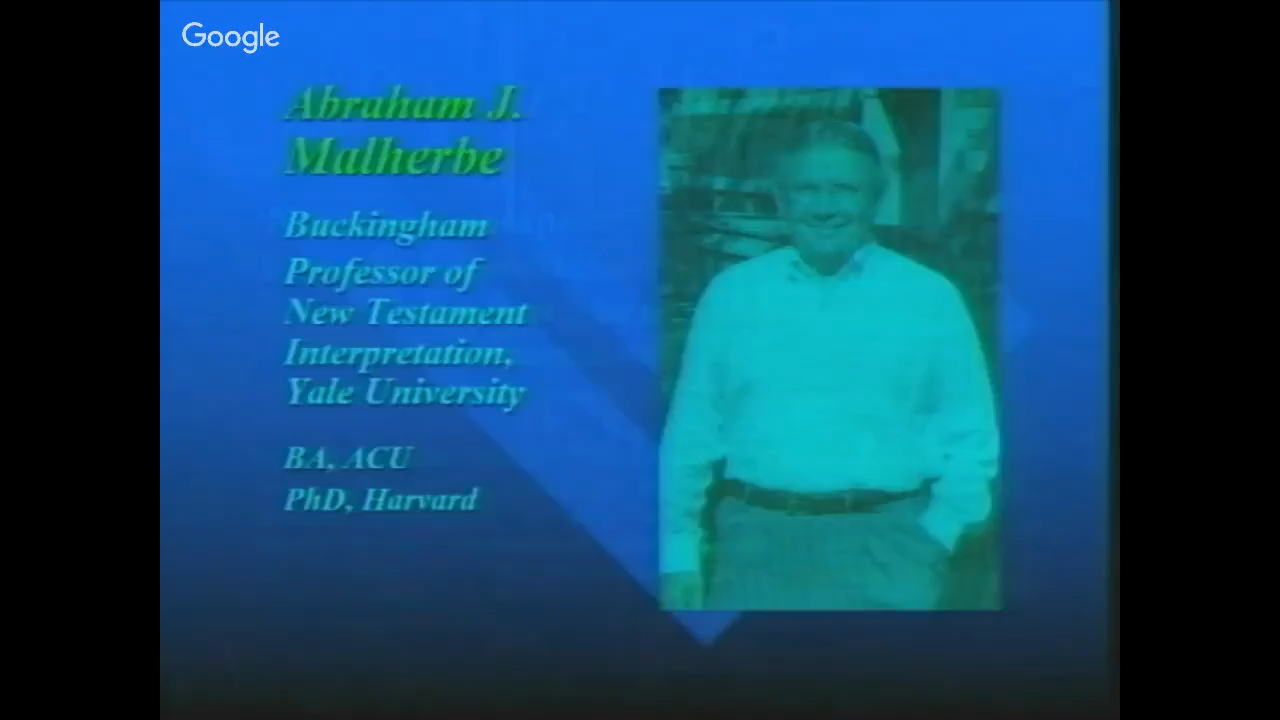 Google
Abraham J.
Malherbe
Buckingham
Professor of
New Testament
Interpretation,
Yale University
BA, ACU
PhD, Harvard